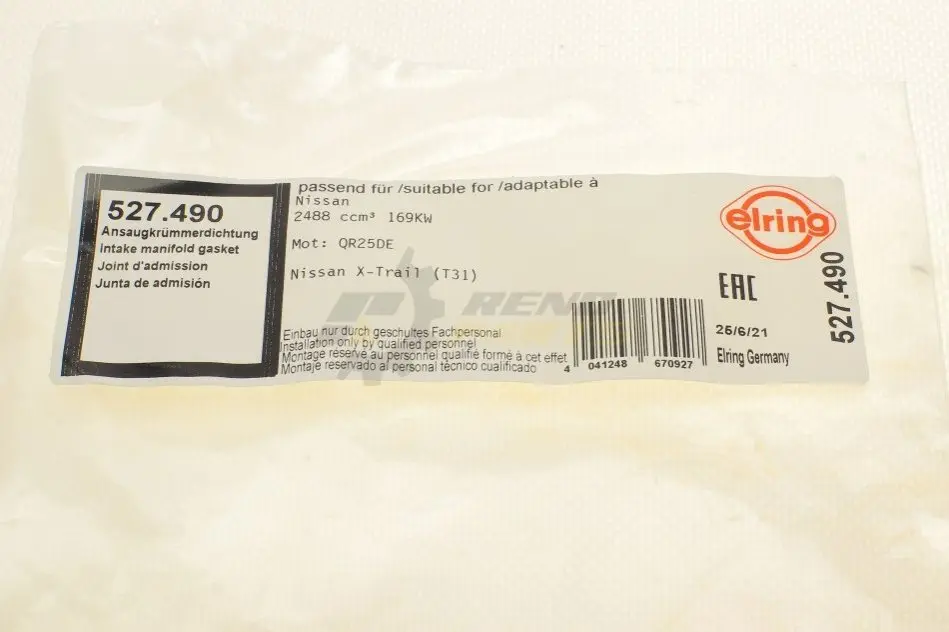 527.490
Ansaugkrümmerdichtung
Intake manifold gasket
Joint d'admission
Junta de admisión
passend für /suitable for /adaptable à
Nissan
2488 ccm³ 169KW
Mot: QR25DE
Nissan X-Trail (T31)
Einbau nur durch geschultes Fachpersonal
Installation only by qualified personnel
Montage réservé au personnel qualifié formé à cet effet
Montaje reservado al personal técnico cualificado
4 041248 670927
elring
EAC
25/6/21
Elring Germany
527.490
RENO